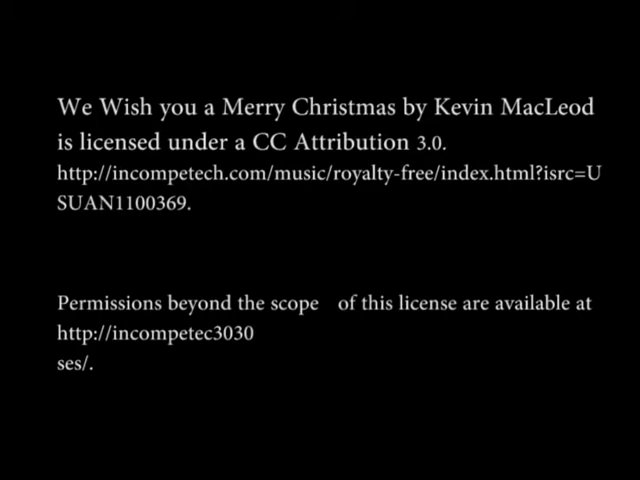 We Wish you a Merry Christmas by Kevin MacLeod
is licensed under a CC Attribution 3.0.
http://incompetech.com/music/royalty-free/index.html?isrc=U
SUAN1100369.
Permissions beyond the scope of this license are available at
http://incompetec3030
ses/.